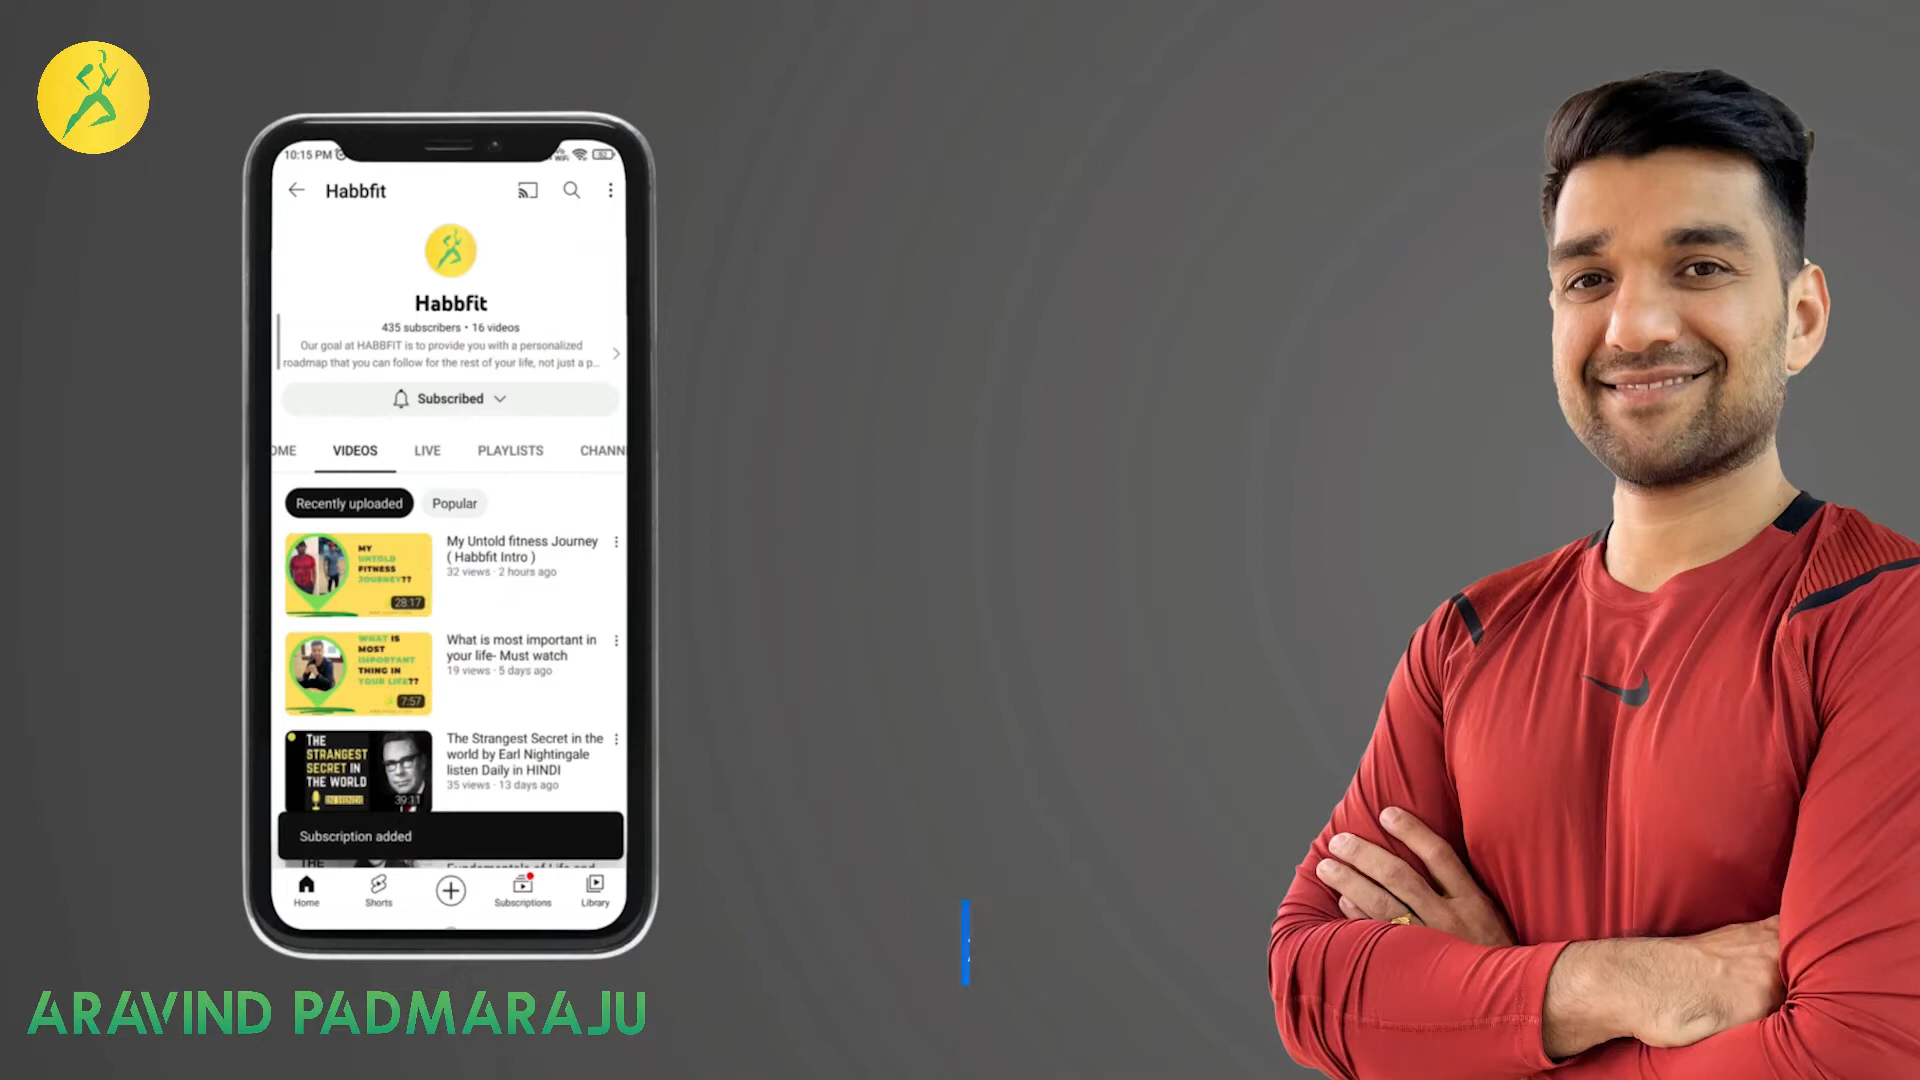 10:15 PM
Habbfit
Habbfit
435 subscribers • 16 videos
Our goal at HABBFIT is to provide you with a personalized
roadmap that you can follow for the rest of your life, not just a p...
Subscribed
OME VIDEOS LIVE PLAYLISTS CHANN
Recently uploaded Popular
MY
UNTOLD
FITNESS
JOURNEY??
28:17
My Untold fitness Journey
( Habbfit Intro )
32 views · 2 hours ago
WHAT IS
MOST
IMPORTANT
THING IN
YOUR LIFE??
7:57
What is most important in
your life- Must watch
19 views · 5 days ago
THE
STRANGEST
SECRET IN
THE WORLD
IN HINDI
39:11
The Strangest Secret in the
world by Earl Nightingale
listen Daily in HINDI
35 views · 13 days ago
Subscription added
THE
Home Shorts Subscriptions Library
ARAVIND PADMARAJU